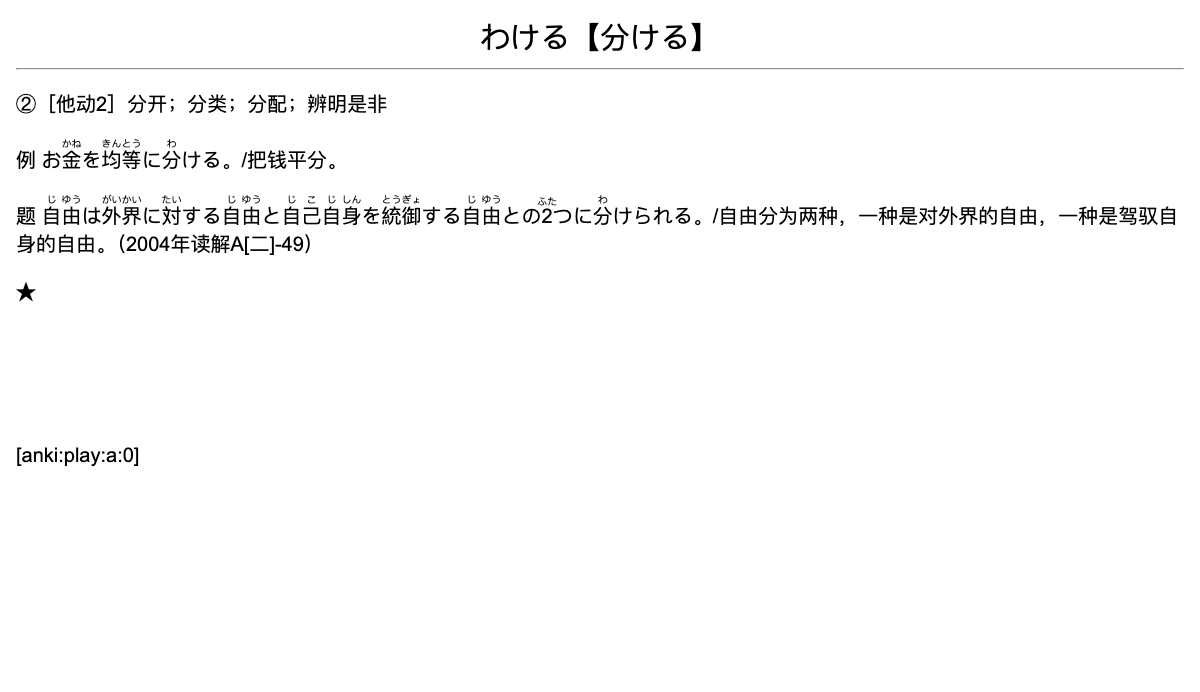 わける【分ける】
②［他动2］分开；分类；分配；辨明是非
かね きんとう わ
例 お金を均等に分ける。/把钱平分。
じ ゆう がいかい たい じ ゆう じ こ じ しん とうぎょ じ ゆう ふた わ
题 自由は外界に対する自由と自己自身を統御する自由との2つに分けられる。/自由分为两种，一种是对外界的自由，一种是驾驭自
身的自由。（2004年读解A[二]-49）
★
[anki:play:a:0]